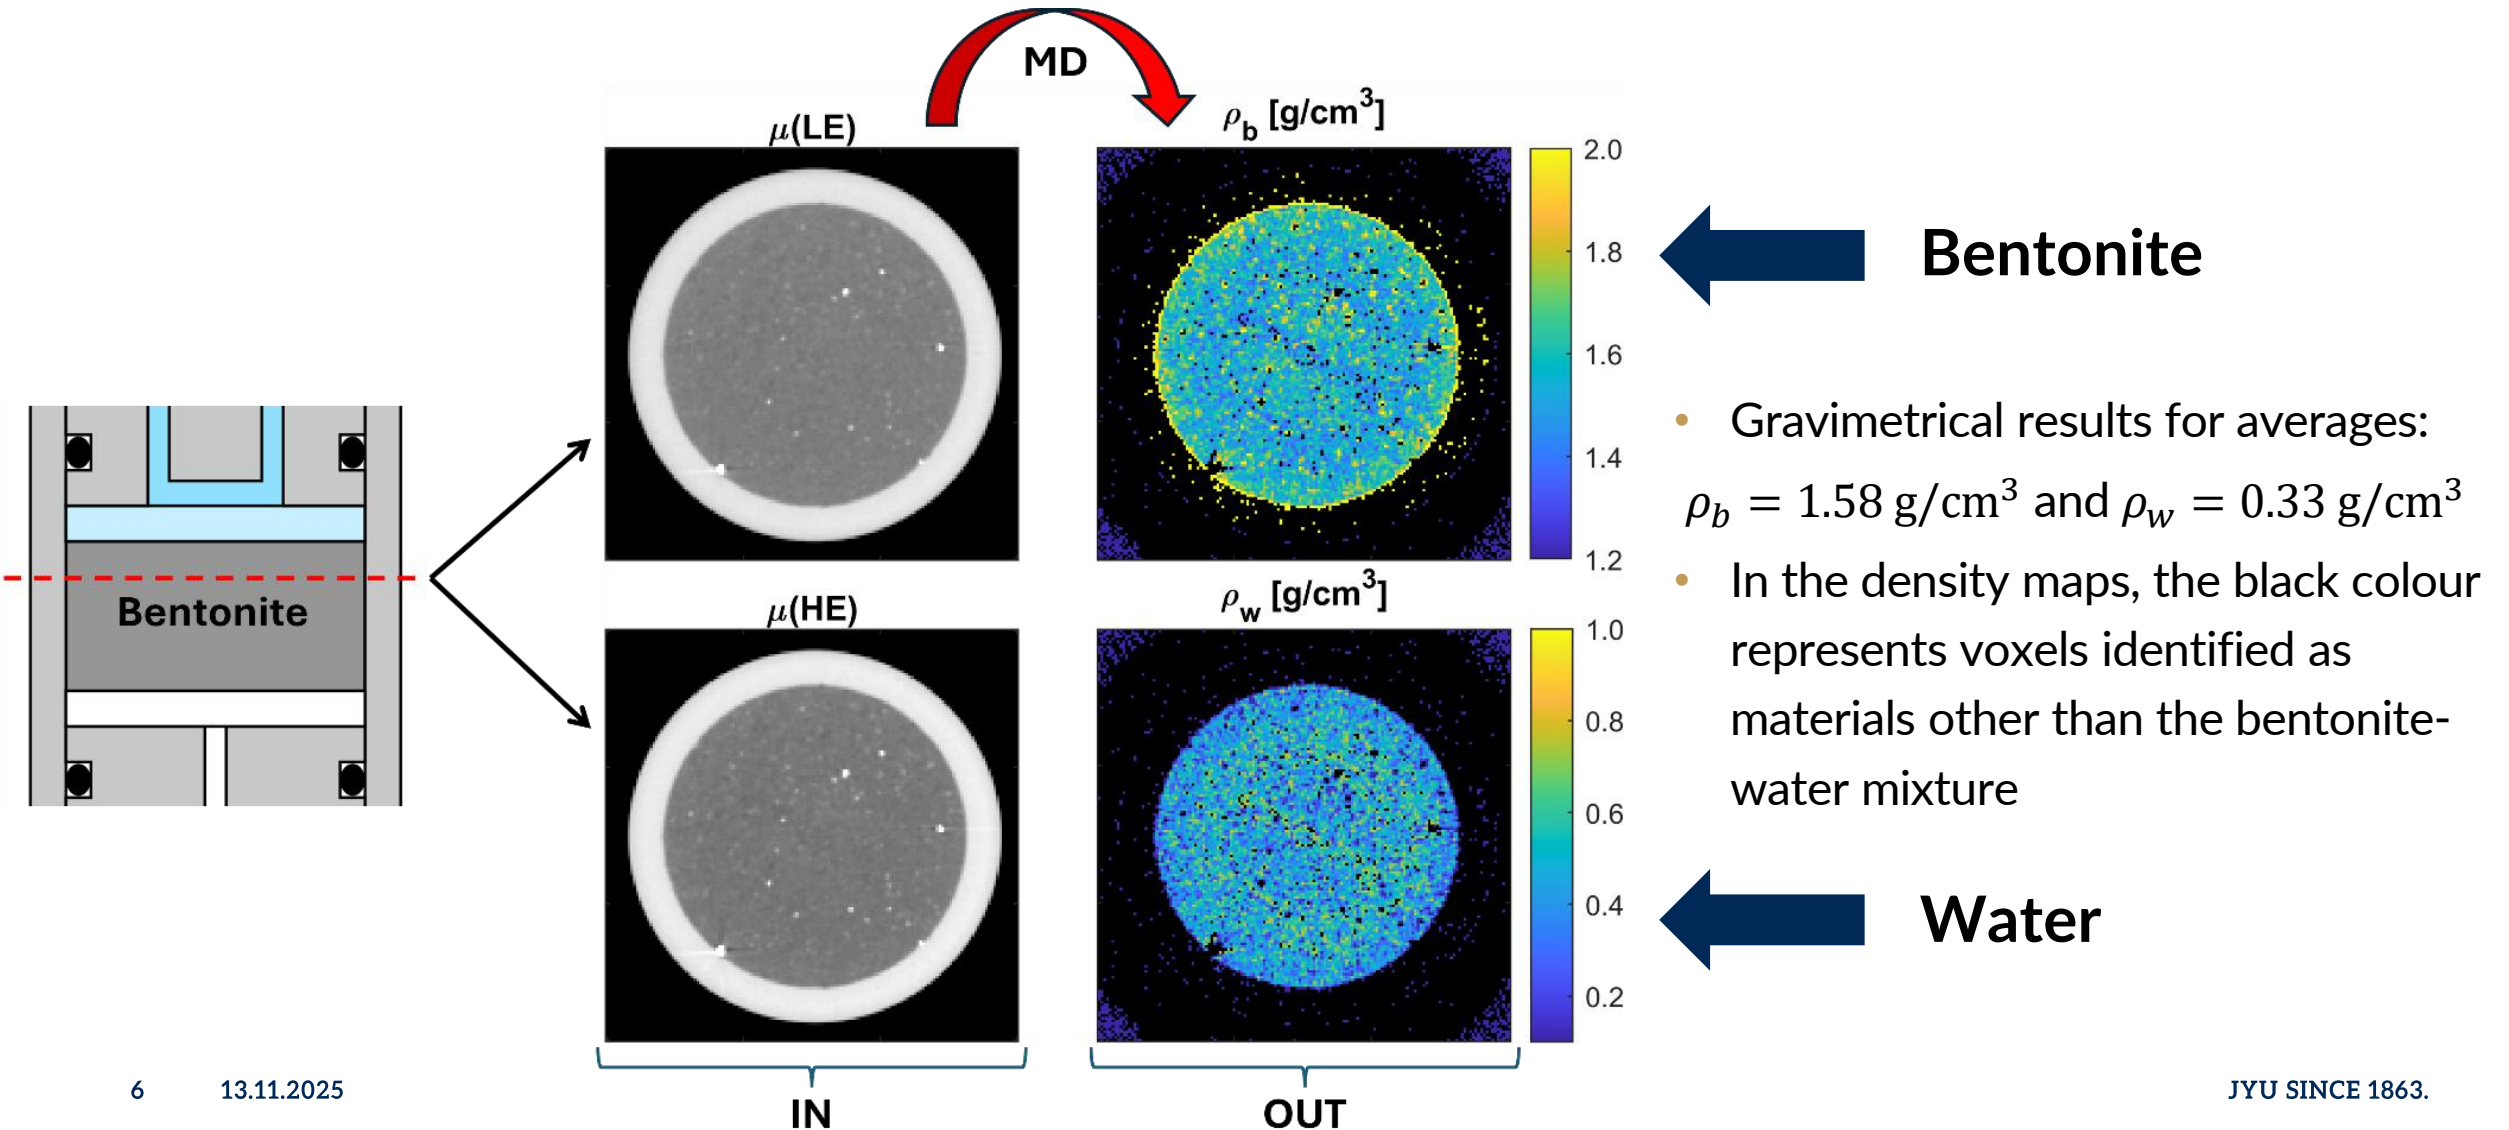 MD
μ(LE)
ρb [g/cm³]
2.0
1.8
1.6
1.4
1.2
Bentonite
Bentonite
• Gravimetrical results for averages:
ρb = 1.58 g/cm³ and ρw = 0.33 g/cm³
• In the density maps, the black colour
represents voxels identified as
materials other than the bentonite-
water mixture
μ(HE)
ρw [g/cm³]
1.0
0.8
0.6
0.4
0.2
Water
IN
OUT
6 13.11.2025
JYU SINCE 1863.